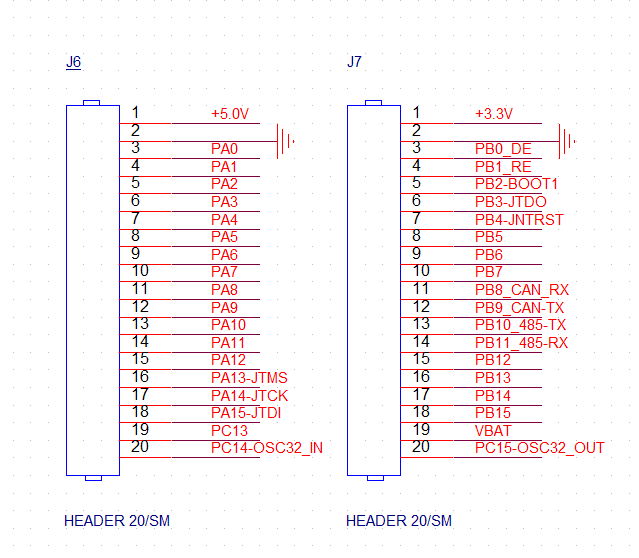 J6
1 +5.0V
2
3 PA0
4 PA1
5 PA2
6 PA3
7 PA4
8 PA5
9 PA6
10 PA7
11 PA8
12 PA9
13 PA10
14 PA11
15 PA12
16 PA13-JTMS
17 PA14-JTCK
18 PA15-JTDI
19 PC13
20 PC14-OSC32_IN
HEADER 20/SM
J7
1 +3.3V
2
3 PB0_DE
4 PB1_RE
5 PB2-BOOT1
6 PB3-JTDO
7 PB4-JNTRST
8 PB5
9 PB6
10 PB7
11 PB8_CAN_RX
12 PB9_CAN-TX
13 PB10_485-TX
14 PB11_485-RX
15 PB12
16 PB13
17 PB14
18 PB15
19 VBAT
20 PC15-OSC32_OUT
HEADER 20/SM